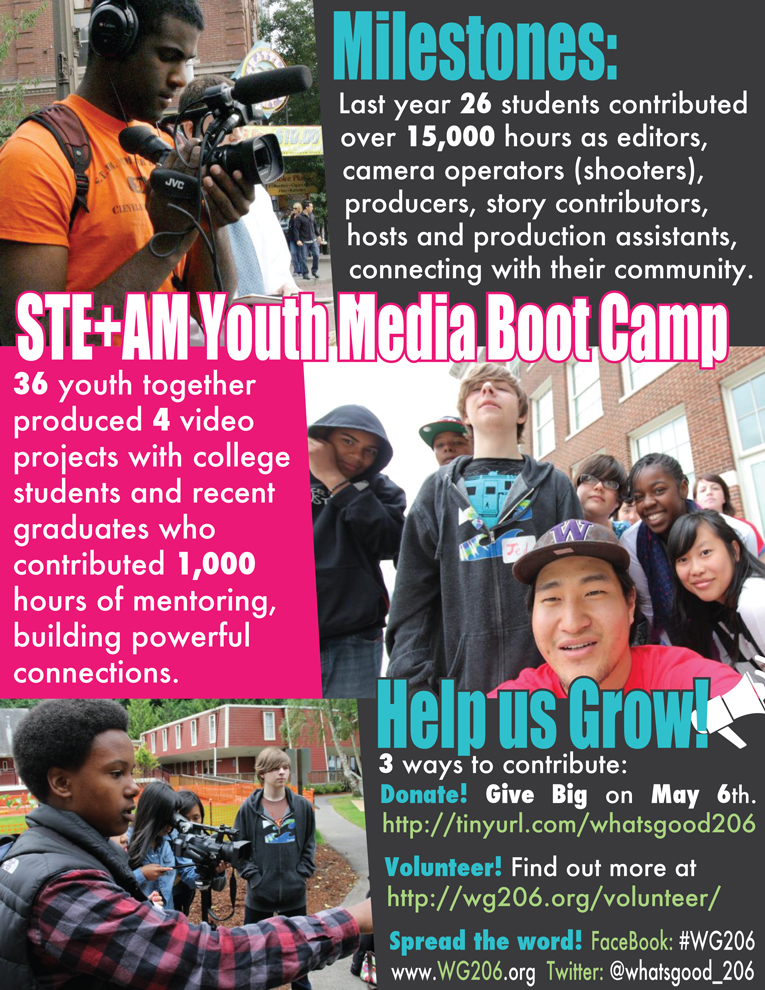 Milestones:
Last year 26 students contributed
over 15,000 hours as editors,
camera operators (shooters),
producers, story contributors,
hosts and production assistants,
connecting with their community.
JVC
STE+AM Youth Media Boot Camp
36 youth together
produced 4 video
projects with college
students and recent
graduates who
contributed 1,000
hours of mentoring,
building powerful
connections.
W
Help us Grow!
3 ways to contribute:
Donate! Give Big on May 6th.
http://tinyurl.com/whatsgood206
Volunteer! Find out more at
http://wg206.org/volunteer/
Spread the word! FaceBook: #WG206
www.WG206.org Twitter: @whatsgood_206